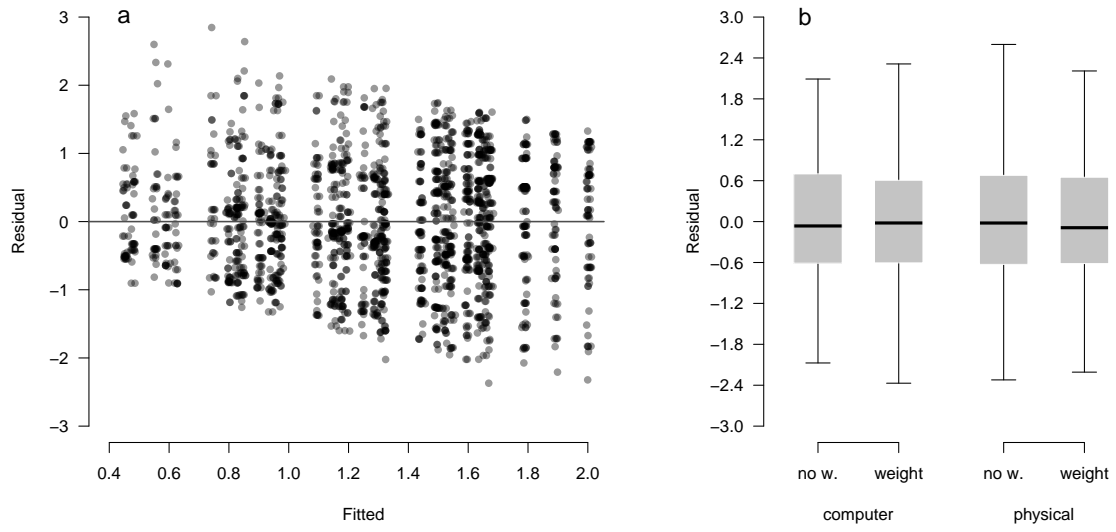 a
3
2
1
0
−1
−2
−3
Residual
0.4 0.6 0.8 1.0 1.2 1.4 1.6 1.8 2.0
Fitted
b
3.0
2.4
1.8
1.2
0.6
0.0
−0.6
−1.2
−1.8
−2.4
−3.0
Residual
no w. weight no w. weight
computer physical